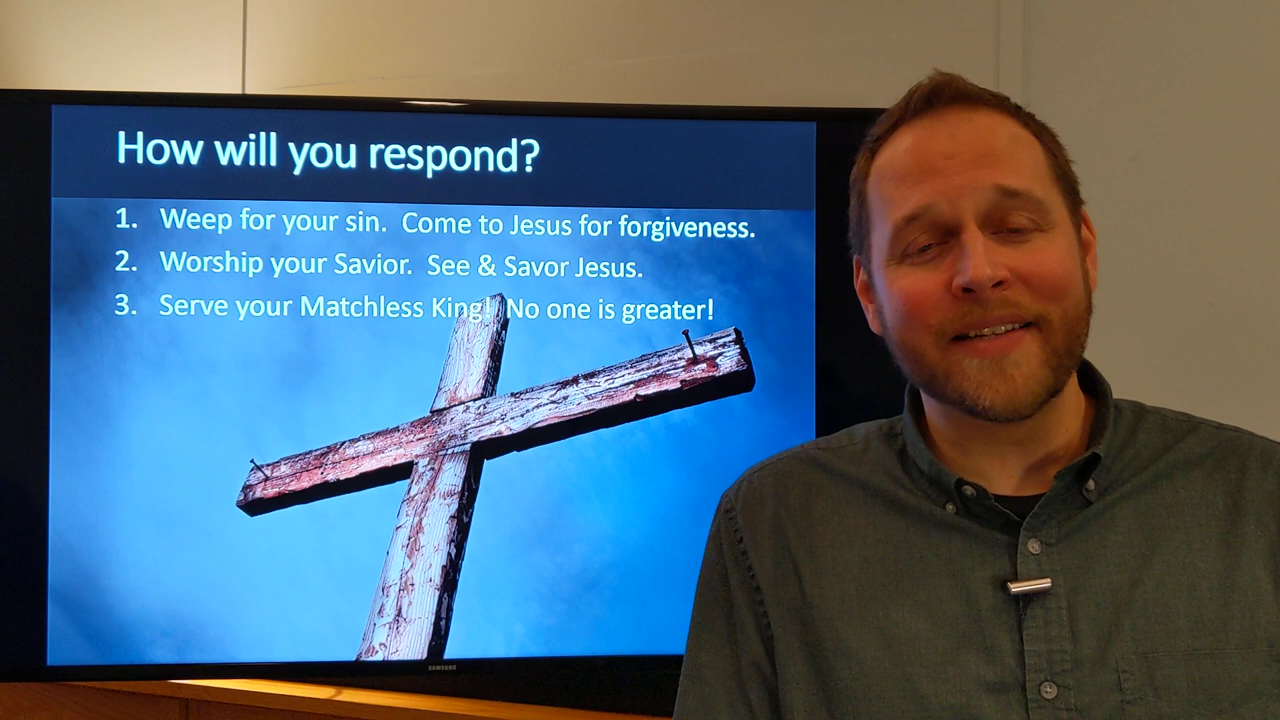 How will you respond?
1. Weep for your sin. Come to Jesus for forgiveness.
2. Worship your Savior. See & Savor Jesus.
3. Serve your Matchless King! No one is greater!
SAMSUNG